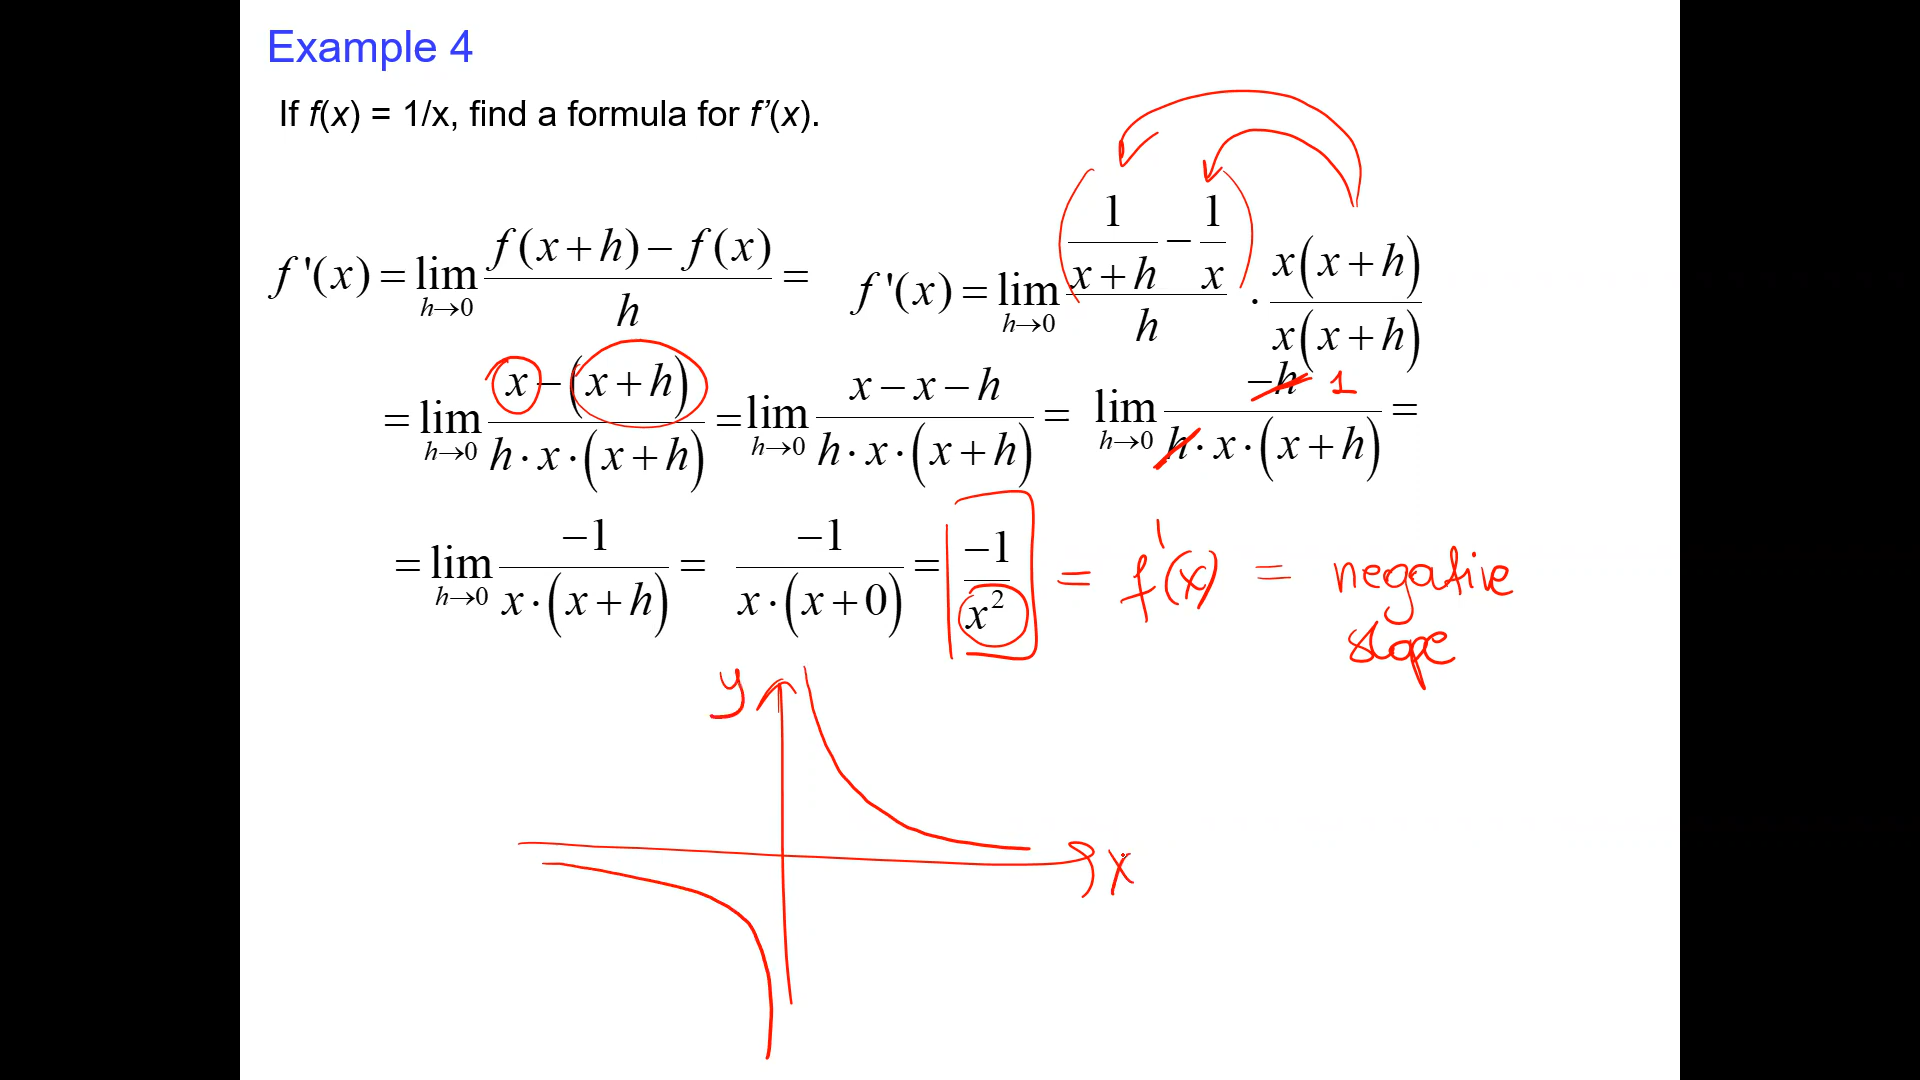 Example 4
If f(x) = 1/x, find a formula for f'(x).
f'(x) = lim h→0 (f(x+h) − f(x))/h = f'(x) = lim h→0 (1/(x+h) − 1/x)/h · x(x+h)/x(x+h)
= lim h→0 (x − (x+h))/(h·x·(x+h)) = lim h→0 (x − x − h)/(h·x·(x+h)) = lim h→0 −h 1/(h·x·(x+h)) =
= lim h→0 −1/(x·(x+h)) = −1/(x·(x+0)) = −1/x² = f'(x) = negative
slope
y
x